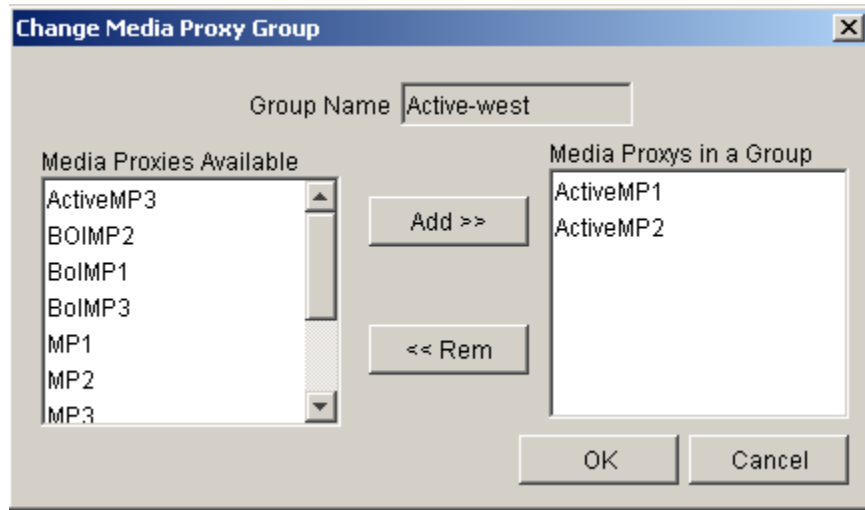 Change Media Proxy Group
Group Name Active-west
Media Proxies Available
ActiveMP3
BOIMP2
BoIMP1
BoIMP3
MP1
MP2
MP3
Add >>
<< Rem
Media Proxys in a Group
ActiveMP1
ActiveMP2
OK
Cancel